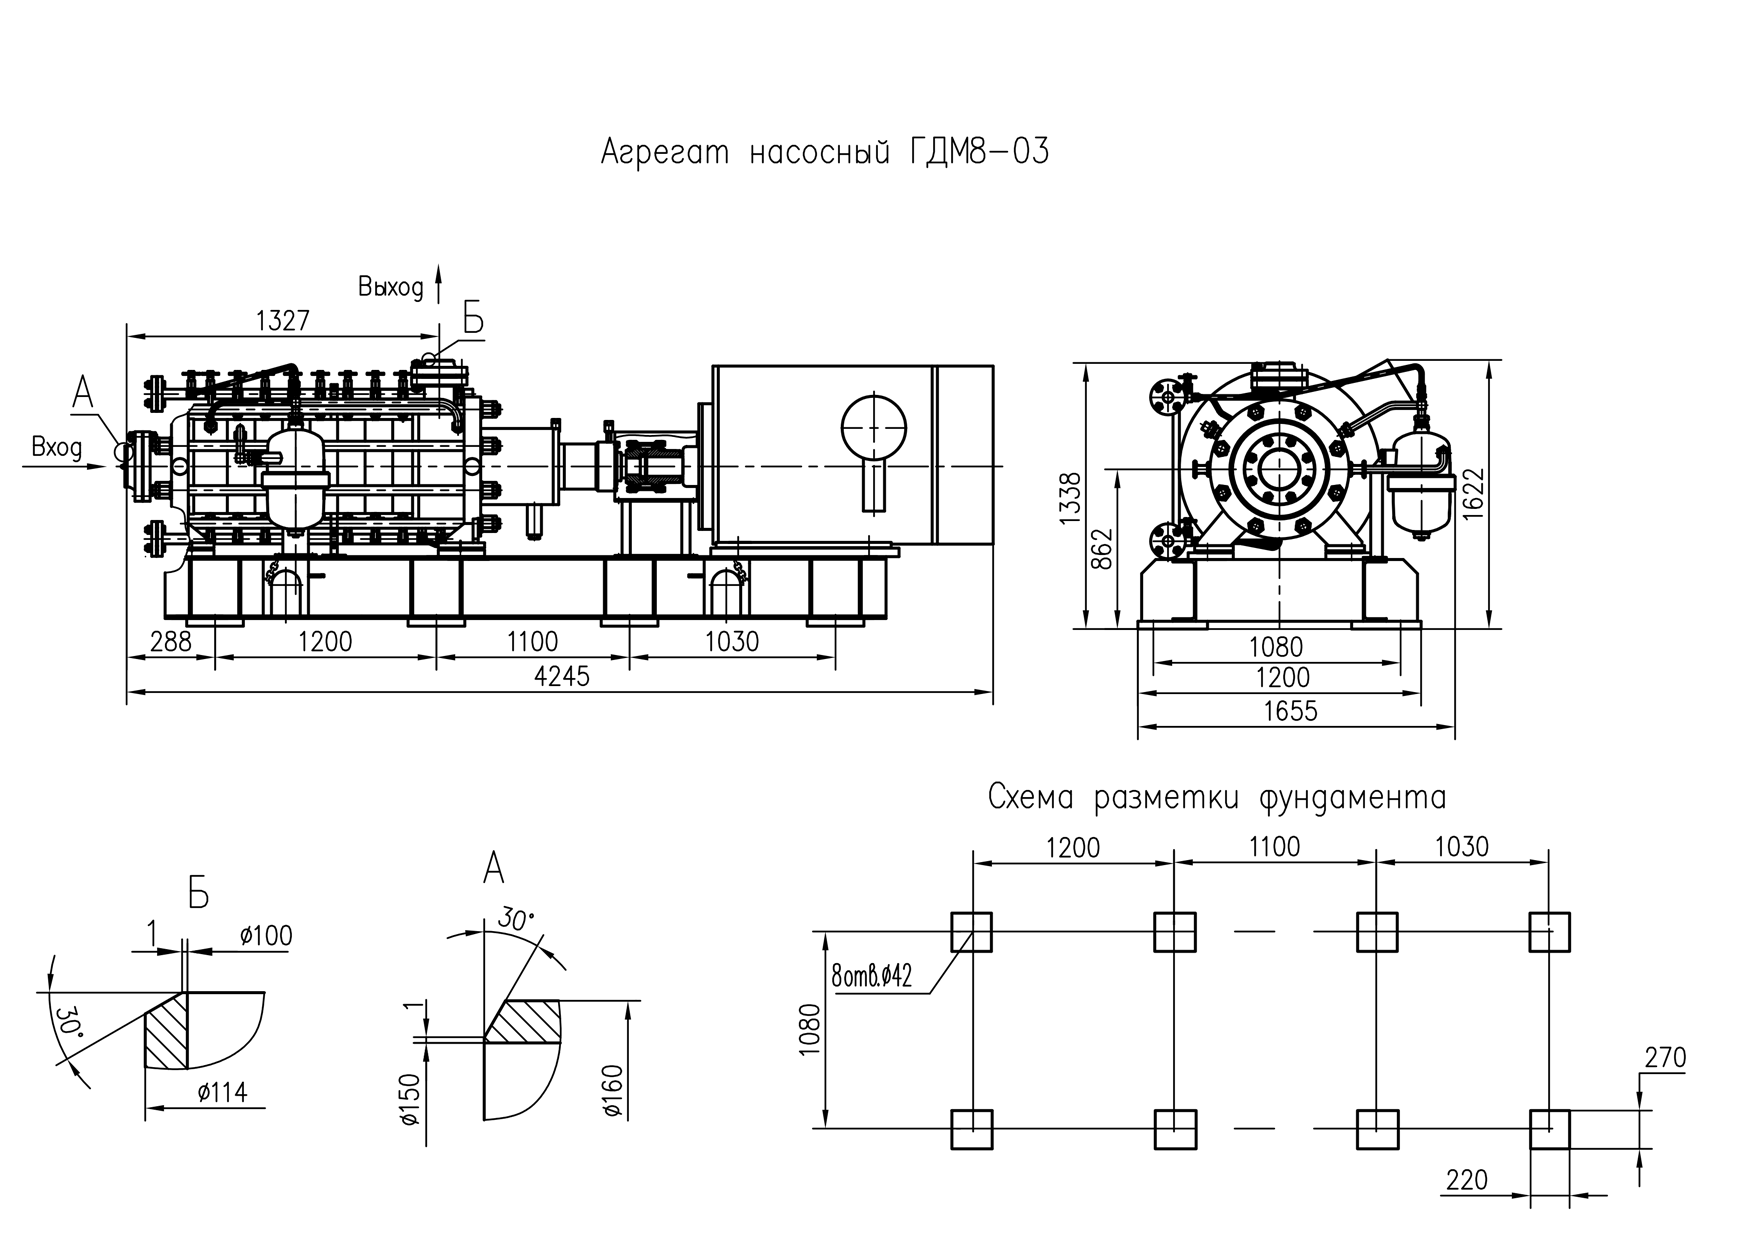 Агрегат насосный ГДМ8-03
Выход
Б
1327
А
Вход
288
1200
1100
1030
4245
1338
862
1622
1080
1200
1655
Схема разметки фундамента
1200
1100
1030
8отв.ø42
1080
270
220
Б
1
ø100
30°
ø114
А
30°
1
ø150
ø160